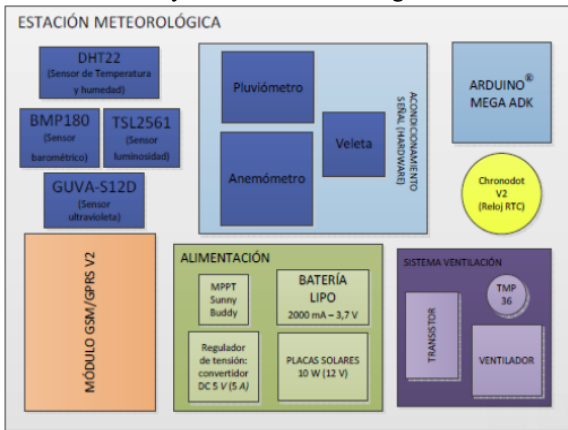 ESTACIÓN METEOROLÓGICA
DHT22
(Sensor de Temperatura
y humedad)
BMP180
(Sensor
barométrico)
TSL2561
(Sensor
luminosidad)
GUVA-S12D
(Sensor
ultravioleta)
Pluviómetro
Anemómetro
Veleta
ACONDICIONAMIENTO
SEÑAL (HARDWARE)
ARDUINO®
MEGA ADK
Chronodot
V2
(Reloj RTC)
MÓDULO GSM/GPRS V2
ALIMENTACIÓN
MPPT
Sunny
Buddy
BATERÍA
LIPO
2000 mA – 3,7 V
Regulador
de tensión:
convertidor
DC 5 V (5 A)
PLACAS SOLARES
10 W (12 V)
SISTEMA VENTILACIÓN
TRANSISTOR
TMP
36
VENTILADOR